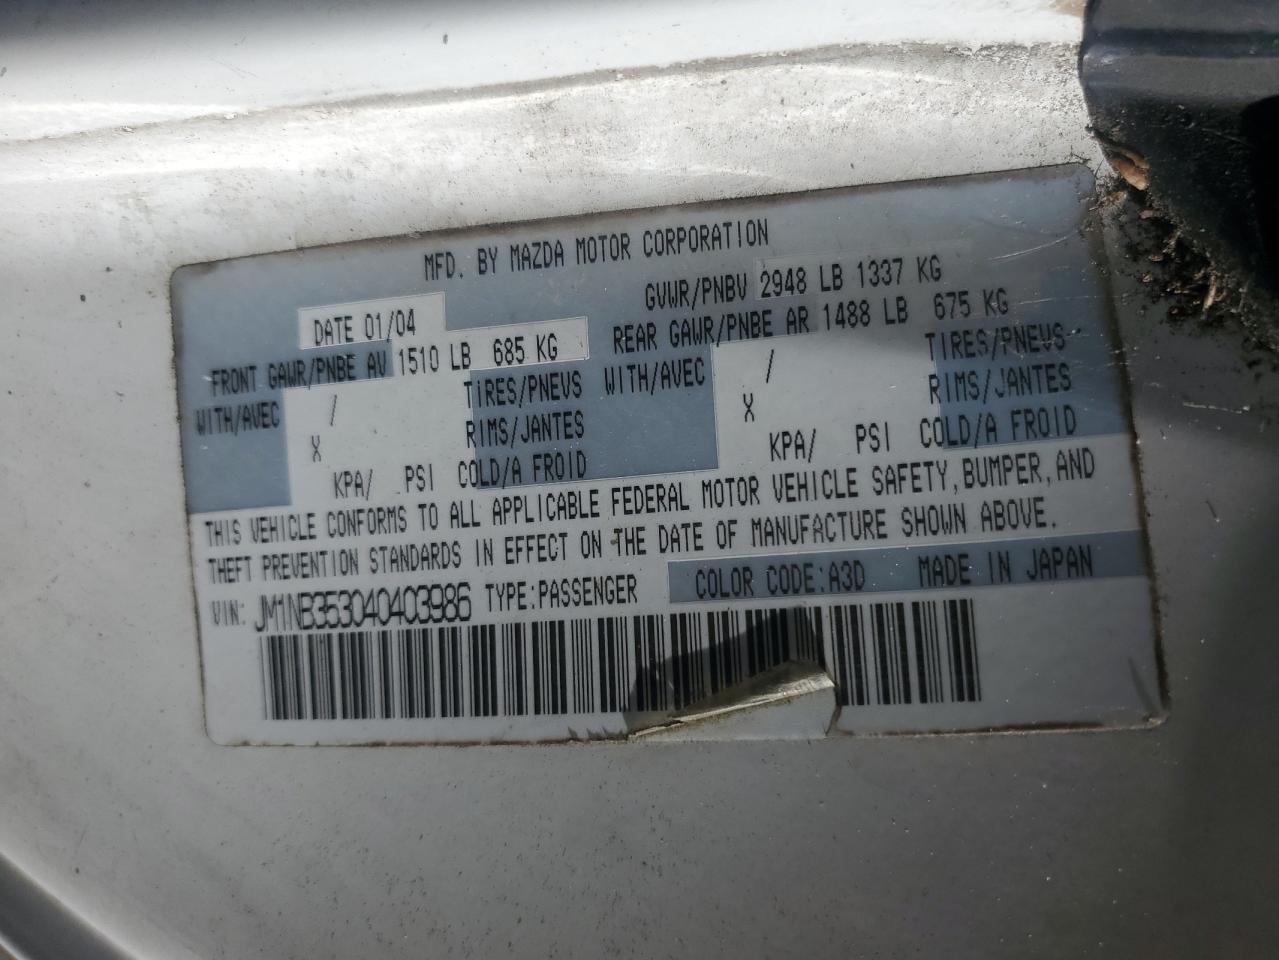 MFD. BY MAZDA MOTOR CORPORATION
DATE 01/04 GVWR/PNBV 2948 LB 1337 KG
FRONT GAWR/PNBE AV 1510 LB 685 KG REAR GAWR/PNBE AR 1488 LB 675 KG
WITH/AVEC / TIRES/PNEUS WITH/AVEC / TIRES/PNEUS
X RIMS/JANTES X RIMS/JANTES
KPA/ PSI COLD/A FROID KPA/ PSI COLD/A FROID
THIS VEHICLE CONFORMS TO ALL APPLICABLE FEDERAL MOTOR VEHICLE SAFETY, BUMPER, AND
THEFT PREVENTION STANDARDS IN EFFECT ON THE DATE OF MANUFACTURE SHOWN ABOVE.
VIN: JM1NB353040403986 TYPE:PASSENGER COLOR CODE:A3D MADE IN JAPAN